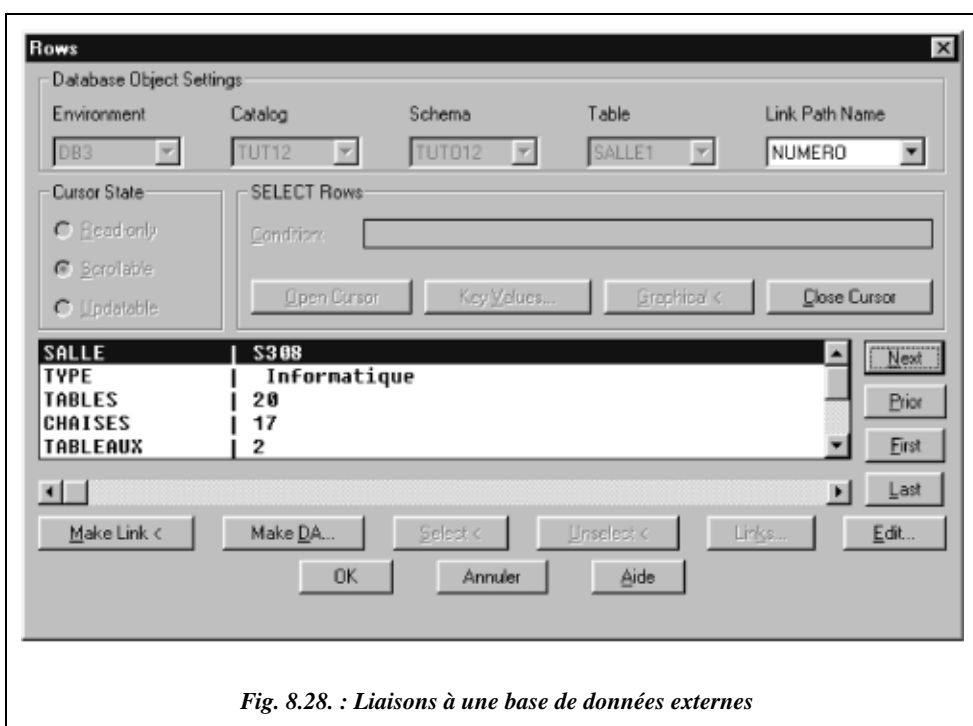 Rows
Database Object Settings
Environment Catalog Schema Table Link Path Name
DB3 TUT12 TUTO12 SALLE1 NUMERO
Cursor State
Read only
Scrollable
Updatable
SELECT Rows
Condition:
Open Cursor Key Values... Graphical < Close Cursor
SALLE | S308
TYPE | Informatique
TABLES | 20
CHAISES | 17
TABLEAUX | 2
Next
Prior
First
Last
Make Link < Make DA... Select < Unselect < Links... Edit...
OK Annuler Aide
Fig. 8.28. : Liaisons à une base de données externes